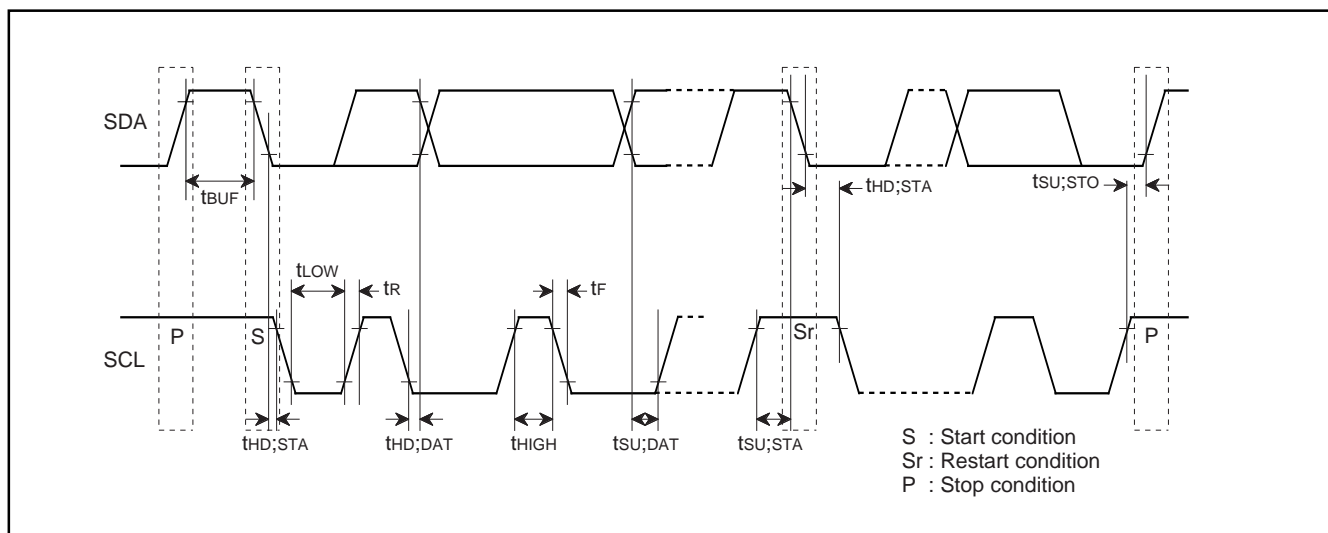 SDA
tBUF
tHD;STA
tSU;STO
tLOW
tR
tF
P
S
Sr
P
SCL
tHD;STA
tHD;DAT
tHIGH
tSU;DAT
tSU;STA
S : Start condition
Sr : Restart condition
P : Stop condition